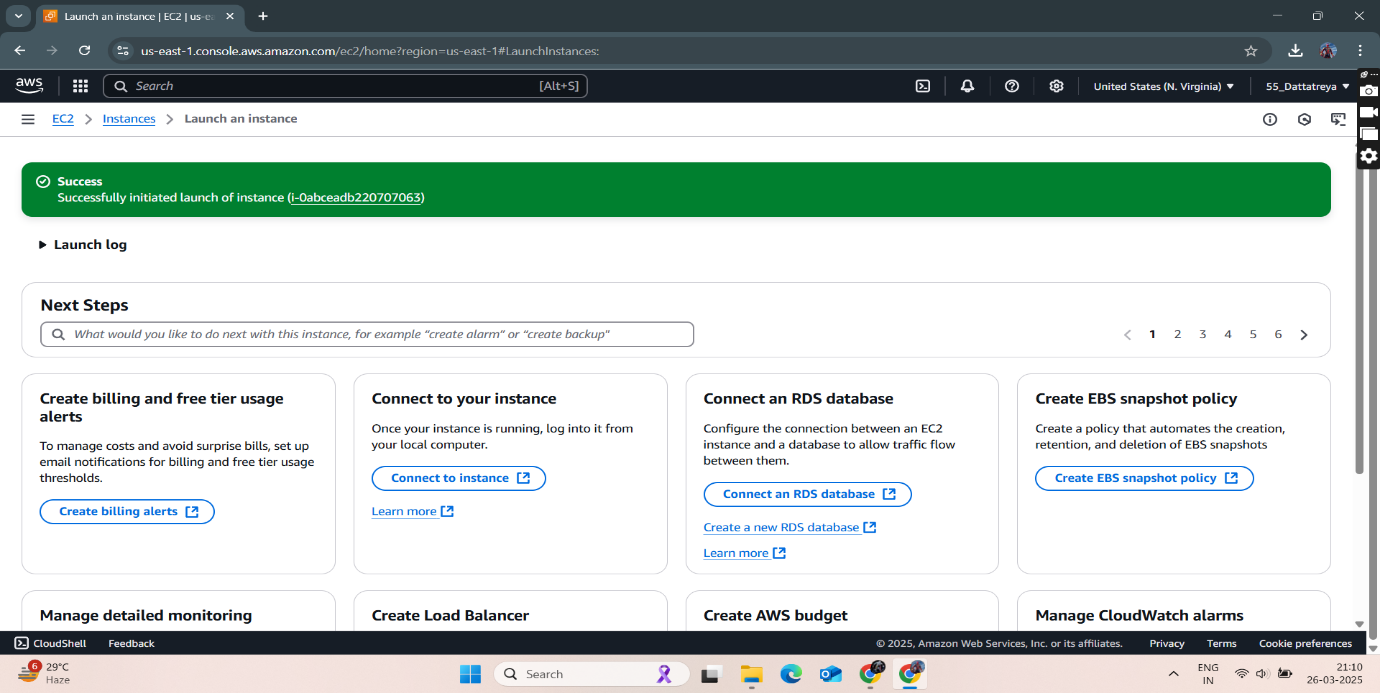 Launch an instance | EC2 | us-ea
us-east-1.console.aws.amazon.com/ec2/home?region=us-east-1#LaunchInstances:
aws
Search [Alt+S]
United States (N. Virginia)
55_Dattatreya
EC2 > Instances > Launch an instance
Success
Successfully initiated launch of instance (i-0abceadb220707063)
Launch log
Next Steps
What would you like to do next with this instance, for example "create alarm" or "create backup"
1 2 3 4 5 6
Create billing and free tier usage
alerts
To manage costs and avoid surprise bills, set up
email notifications for billing and free tier usage
thresholds.
Create billing alerts
Connect to your instance
Once your instance is running, log into it from
your local computer.
Connect to instance
Learn more
Connect an RDS database
Configure the connection between an EC2
instance and a database to allow traffic flow
between them.
Connect an RDS database
Create a new RDS database
Learn more
Create EBS snapshot policy
Create a policy that automates the creation,
retention, and deletion of EBS snapshots
Create EBS snapshot policy
Manage detailed monitoring
Create Load Balancer
Create AWS budget
Manage CloudWatch alarms
CloudShell Feedback
© 2025, Amazon Web Services, Inc. or its affiliates. Privacy Terms Cookie preferences
6
29°C
Haze
Search
ENG
IN
21:10
26-03-2025